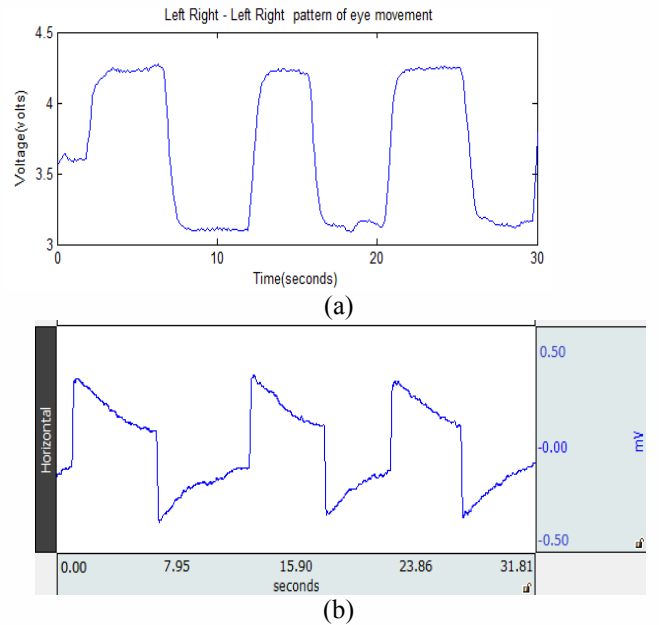 Left Right - Left Right pattern of eye movement
4.5
4
3.5
3
Voltage(volts)
0 10 20 30
Time(seconds)
(a)
Horizontal
0.50
-0.00
-0.50
mV
0.00 7.95 15.90 23.86 31.81
seconds
(b)